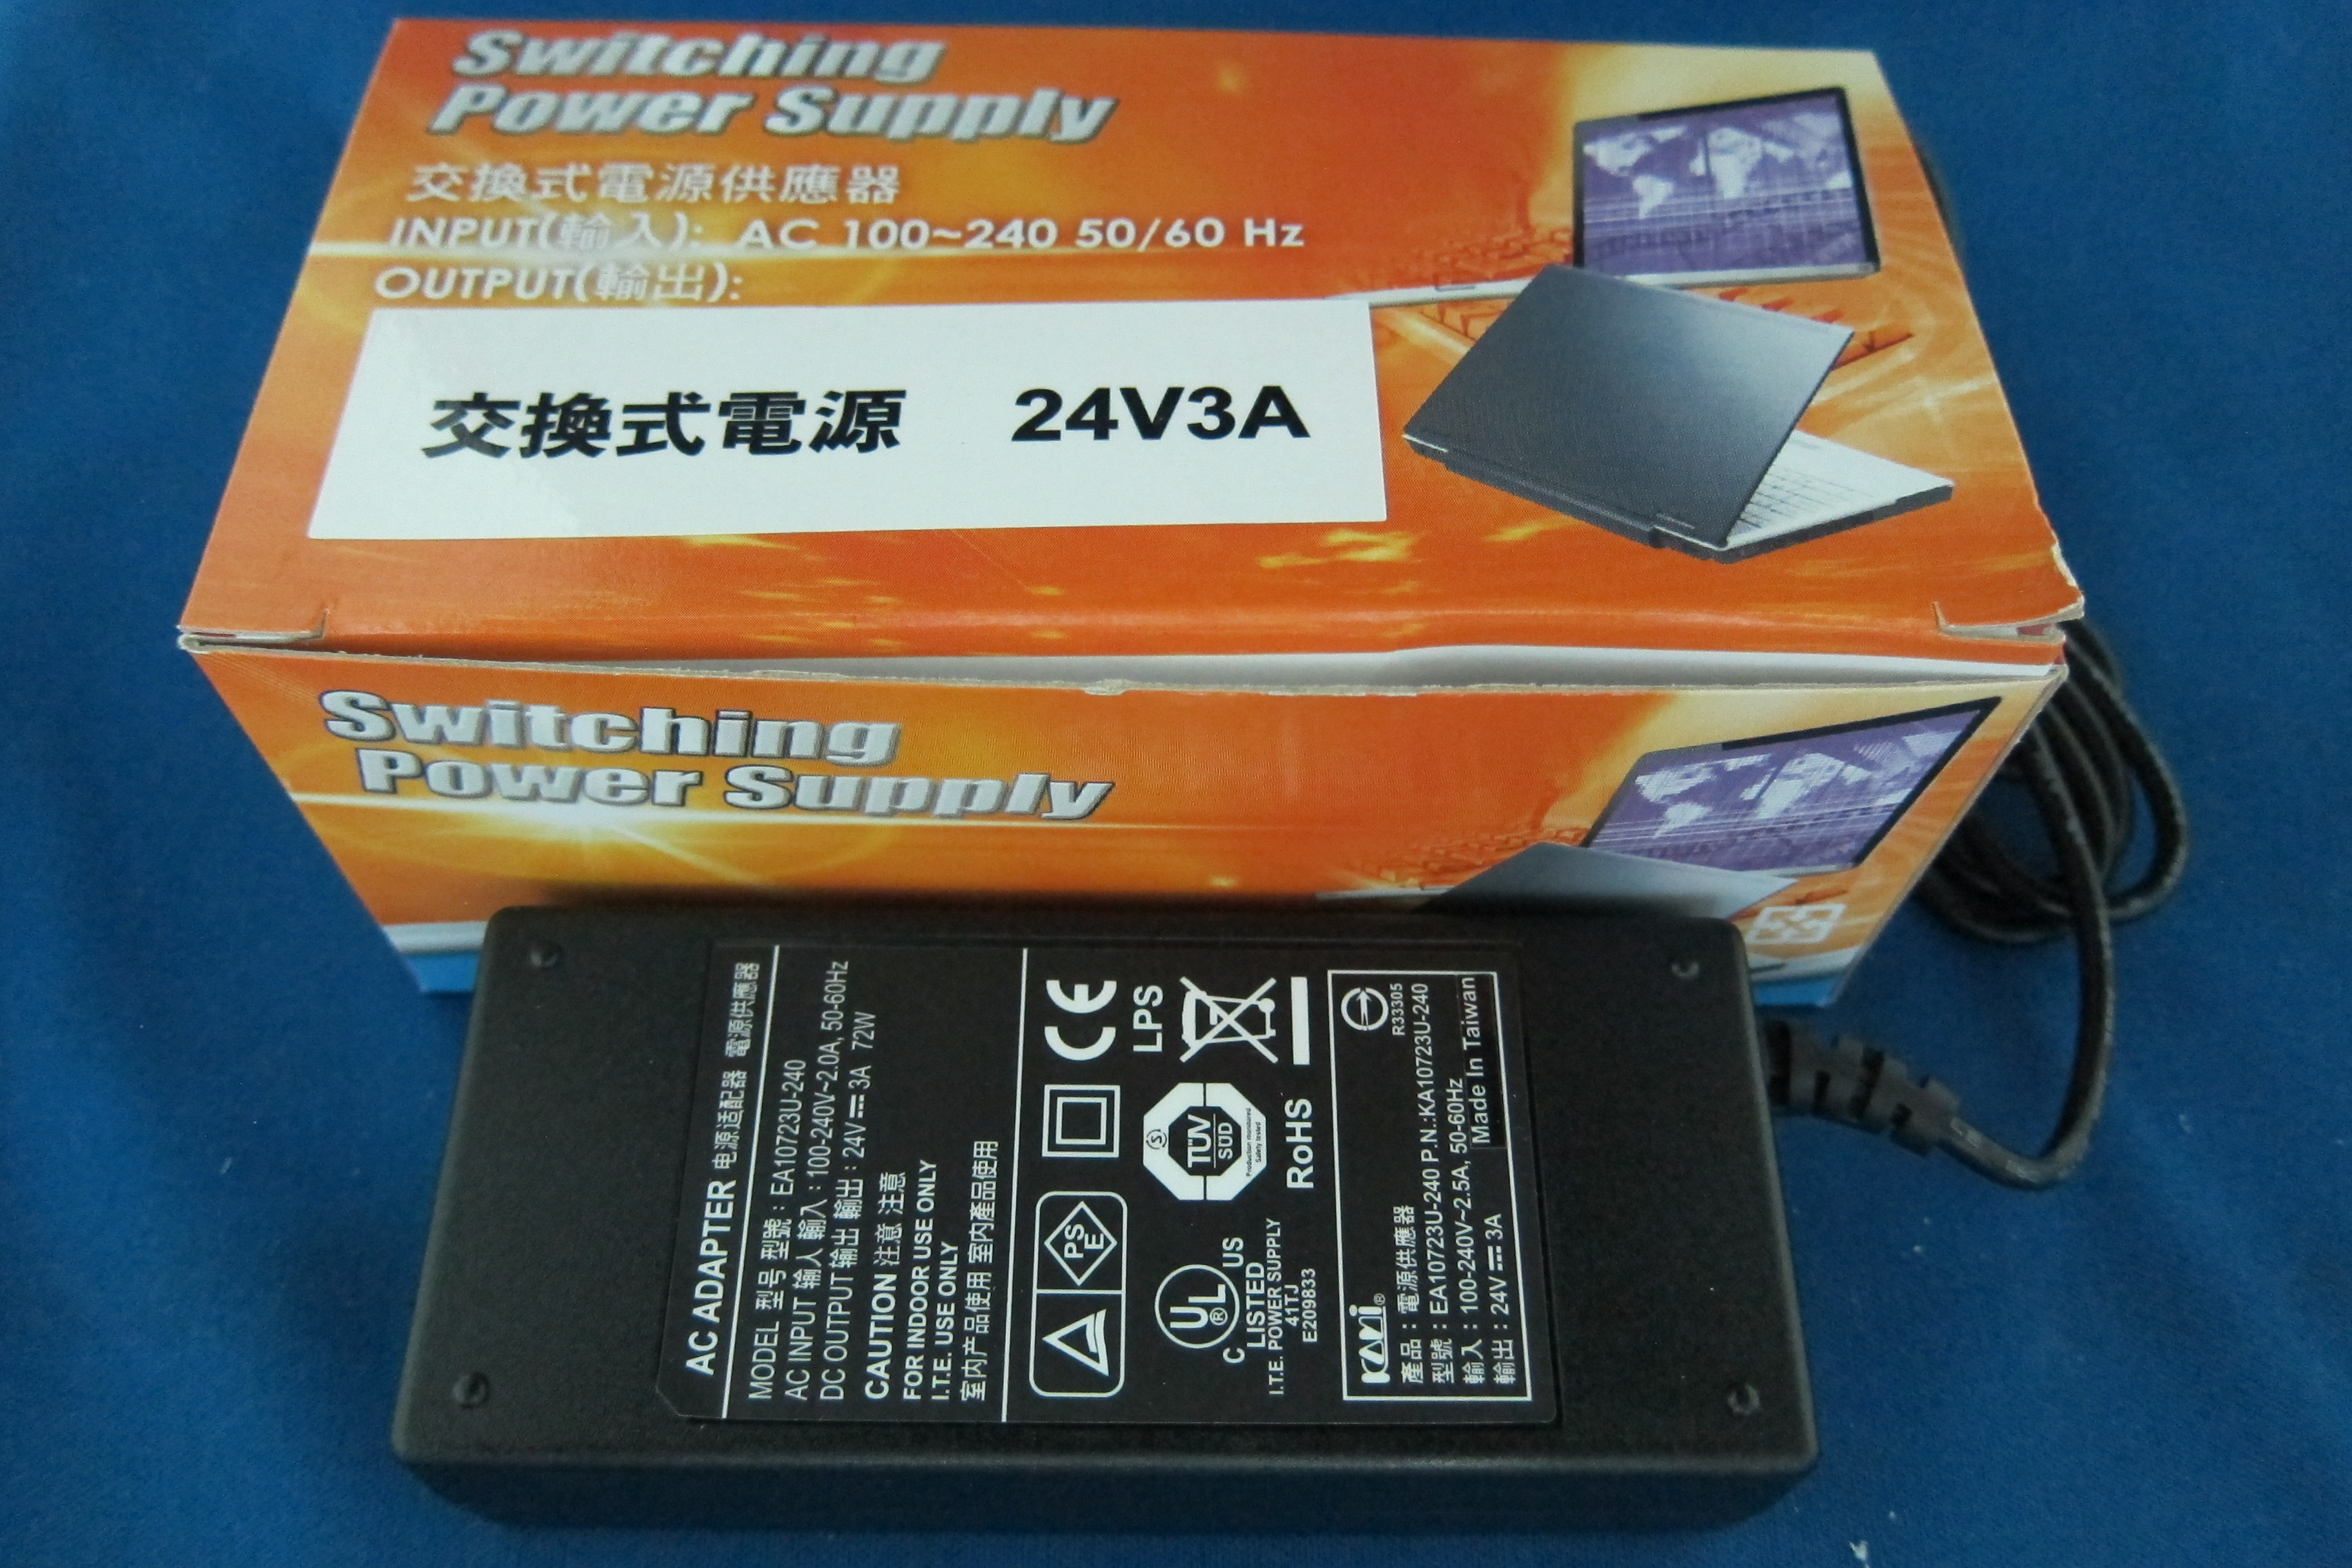 Switching
Power Supply
交換式電源供應器
INPUT(輸入): AC 100~240 50/60 Hz
OUTPUT(輸出):
交換式電源 24V3A
Switching
Power Supply
AC ADAPTER 电源适配器 電源供應器
MODEL 型号 型號 : EA10723U-240
AC INPUT 输入 輸入 : 100-240V~2.0A, 50-60Hz
DC OUTPUT 输出 輸出 : 24V⎓3A 72W
CAUTION 注意 注意
FOR INDOOR USE ONLY
I.T.E. USE ONLY
室内产品使用 室內產品使用
PSE
CE
LPS
UL
®
C US
LISTED
I.T.E. POWER SUPPLY
41TJ
E209833
TÜV
SÜD
Production monitored
Safety tested
RoHS
KAMI®
R33305
產品 : 電源供應器
型號 : EA10723U-240 P.N.:KA10723U-240
輸入 : 100-240V~2.5A, 50-60Hz
輸出 : 24V⎓3A
Made In Taiwan